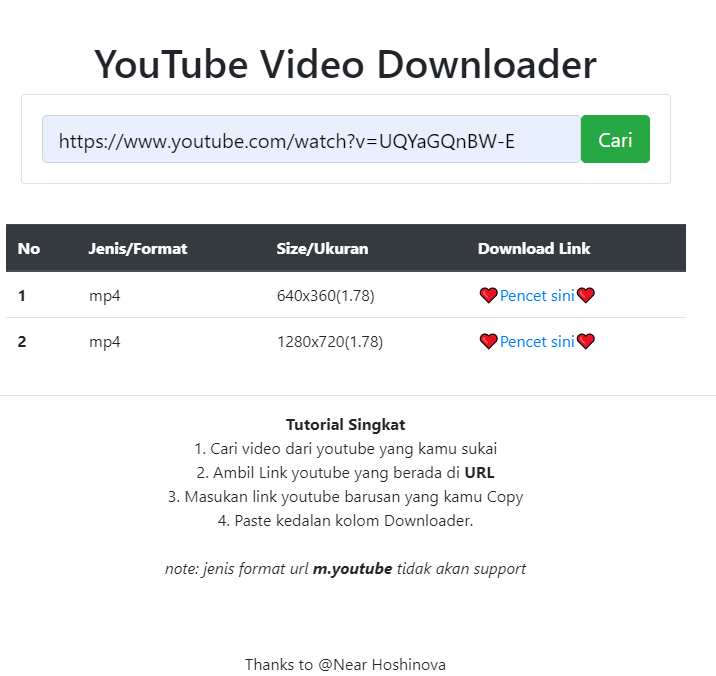 YouTube Video Downloader
https://www.youtube.com/watch?v=UQYaGQnBW-E Cari
No Jenis/Format Size/Ukuran Download Link
1 mp4 640x360(1.78) Pencet sini
2 mp4 1280x720(1.78) Pencet sini
Tutorial Singkat
1. Cari video dari youtube yang kamu sukai
2. Ambil Link youtube yang berada di URL
3. Masukan link youtube barusan yang kamu Copy
4. Paste kedalan kolom Downloader.
note: jenis format url m.youtube tidak akan support
Thanks to @Near Hoshinova